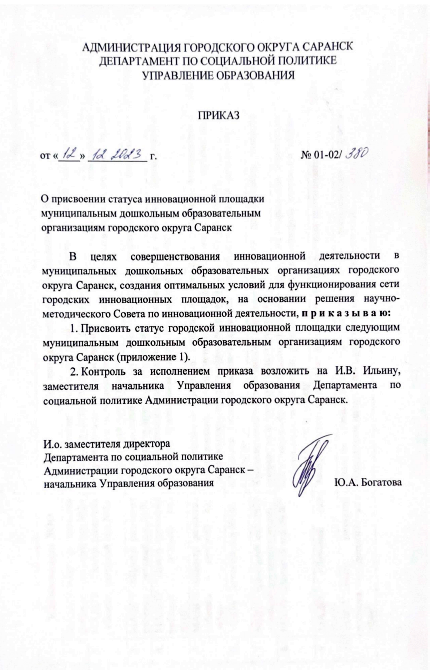 АДМИНИСТРАЦИЯ ГОРОДСКОГО ОКРУГА САРАНСК
ДЕПАРТАМЕНТ ПО СОЦИАЛЬНОЙ ПОЛИТИКЕ
УПРАВЛЕНИЕ ОБРАЗОВАНИЯ
ПРИКАЗ
от «12» 12 2023 г. № 01-02/ 380
О присвоении статуса инновационной площадки
муниципальным дошкольным образовательным
организациям городского округа Саранск
В целях совершенствования инновационной деятельности в
муниципальных дошкольных образовательных организациях городского
округа Саранск, создания оптимальных условий для функционирования сети
городских инновационных площадок, на основании решения научно-
методического Совета по инновационной деятельности, п р и к а з ы в а ю:
1. Присвоить статус городской инновационной площадки следующим
муниципальным дошкольным образовательным организациям городского
округа Саранск (приложение 1).
2. Контроль за исполнением приказа возложить на И.В. Ильину,
заместителя начальника Управления образования Департамента по
социальной политике Администрации городского округа Саранск.
И.о. заместителя директора
Департамента по социальной политике
Администрации городского округа Саранск –
начальника Управления образования Ю.А. Богатова